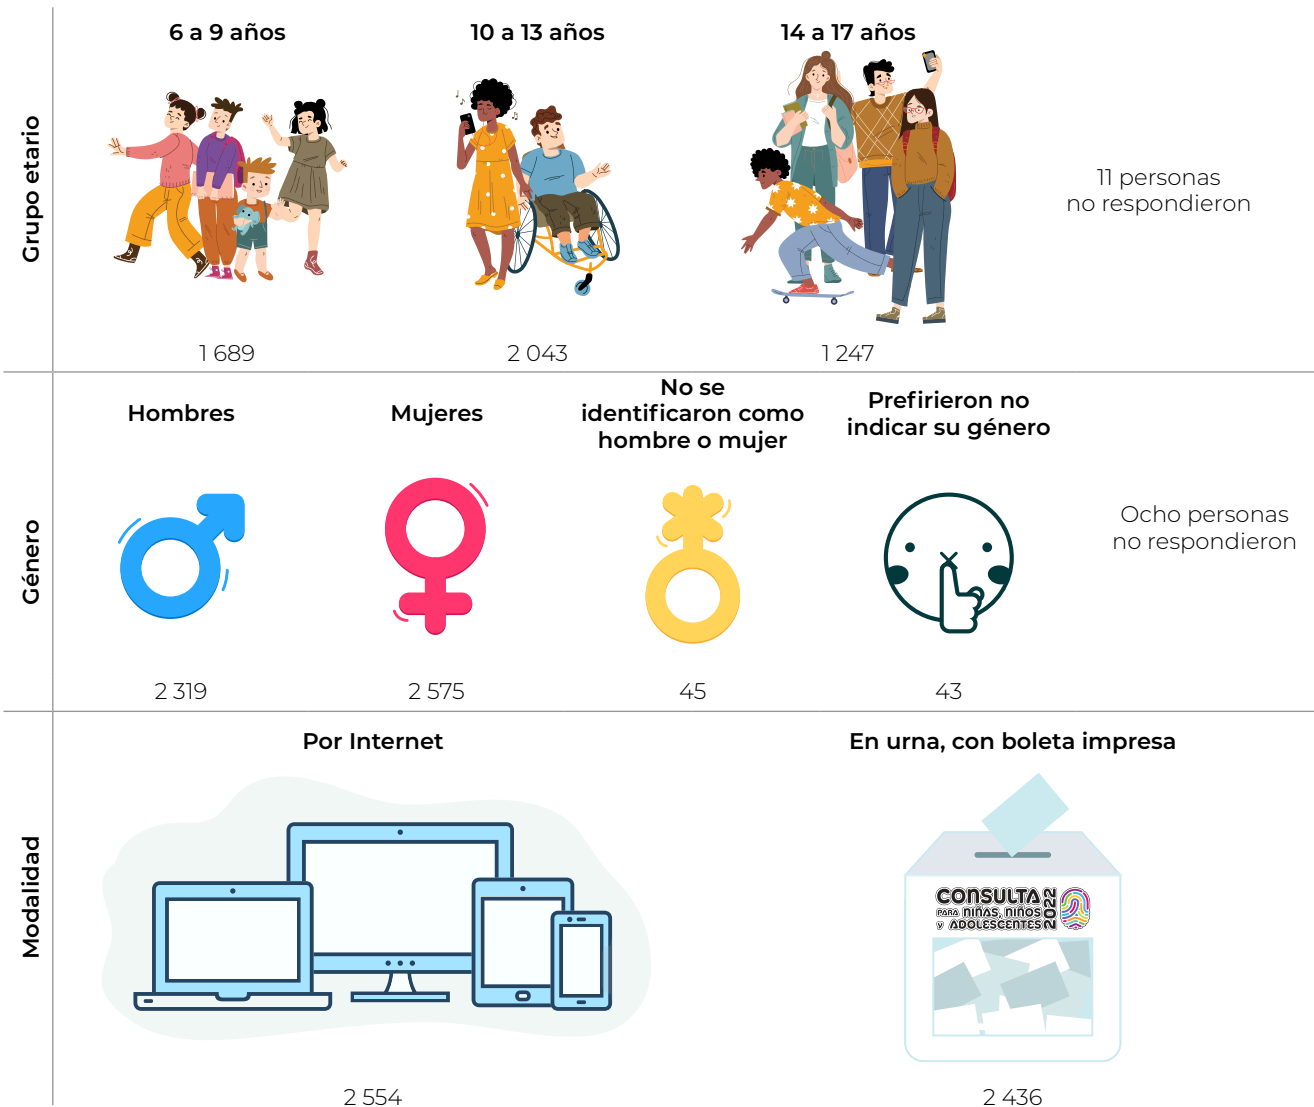 Grupo etario
6 a 9 años
10 a 13 años
14 a 17 años
11 personas
no respondieron
1 689
2 043
1 247
Género
Hombres
Mujeres
No se
identificaron como
hombre o mujer
Prefirieron no
indicar su género
Ocho personas
no respondieron
2 319
2 575
45
43
Modalidad
Por Internet
En urna, con boleta impresa
CONSULTA
PARA NIÑAS, NIÑOS
y ADOLESCENTES
2022
2 554
2 436